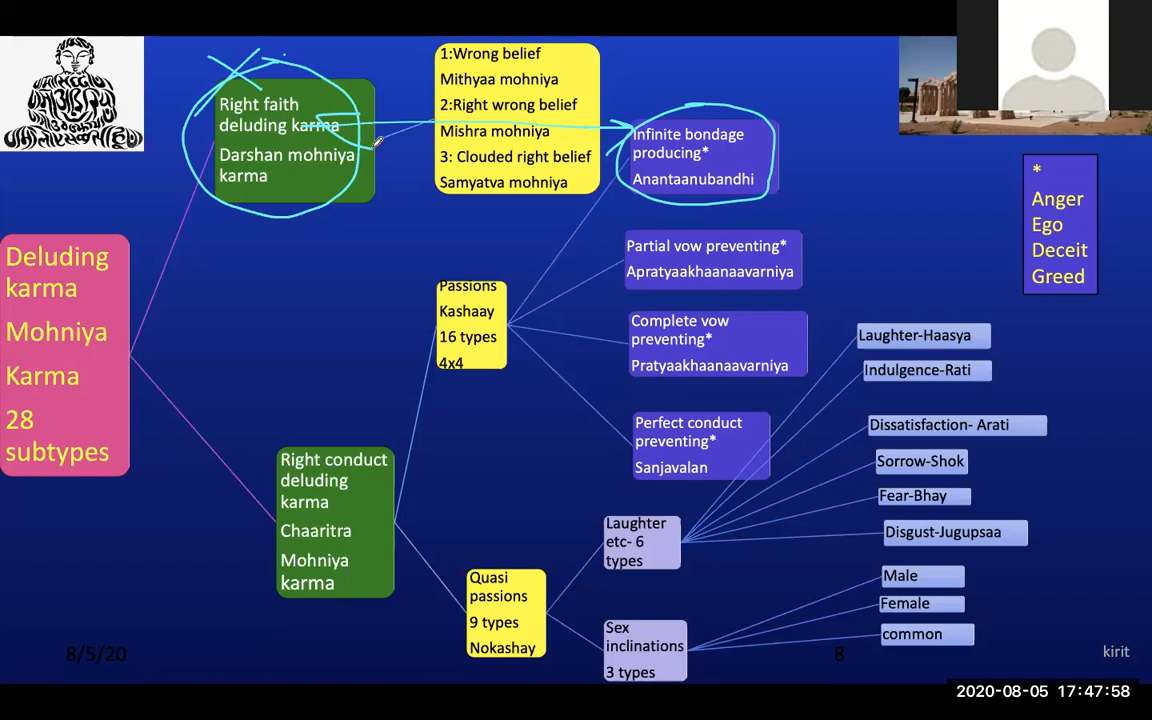 Right faith
deluding karma
Darshan mohniya
karma
1:Wrong belief
Mithyaa mohniya
2:Right wrong belief
Mishra mohniya
3: Clouded right belief
Samyatva mohniya
Infinite bondage
producing*
Anantaanubandhi
*
Anger
Ego
Deceit
Greed
Deluding
karma
Mohniya
Karma
28
subtypes
Passions
Kashaay
16 types
4x4
Partial vow preventing*
Apratyaakhaanaavarniya
Complete vow
preventing*
Pratyaakhaanaavarniya
Perfect conduct
preventing*
Sanjavalan
Laughter-Haasya
Indulgence-Rati
Dissatisfaction- Arati
Sorrow-Shok
Fear-Bhay
Disgust-Jugupsaa
Right conduct
deluding
karma
Chaaritra
Mohniya
karma
Quasi
passions
9 types
Nokashay
Laughter
etc- 6
types
Sex
inclinations
3 types
Male
Female
common
8/5/20
8
kirit
2020-08-05 17:47:58